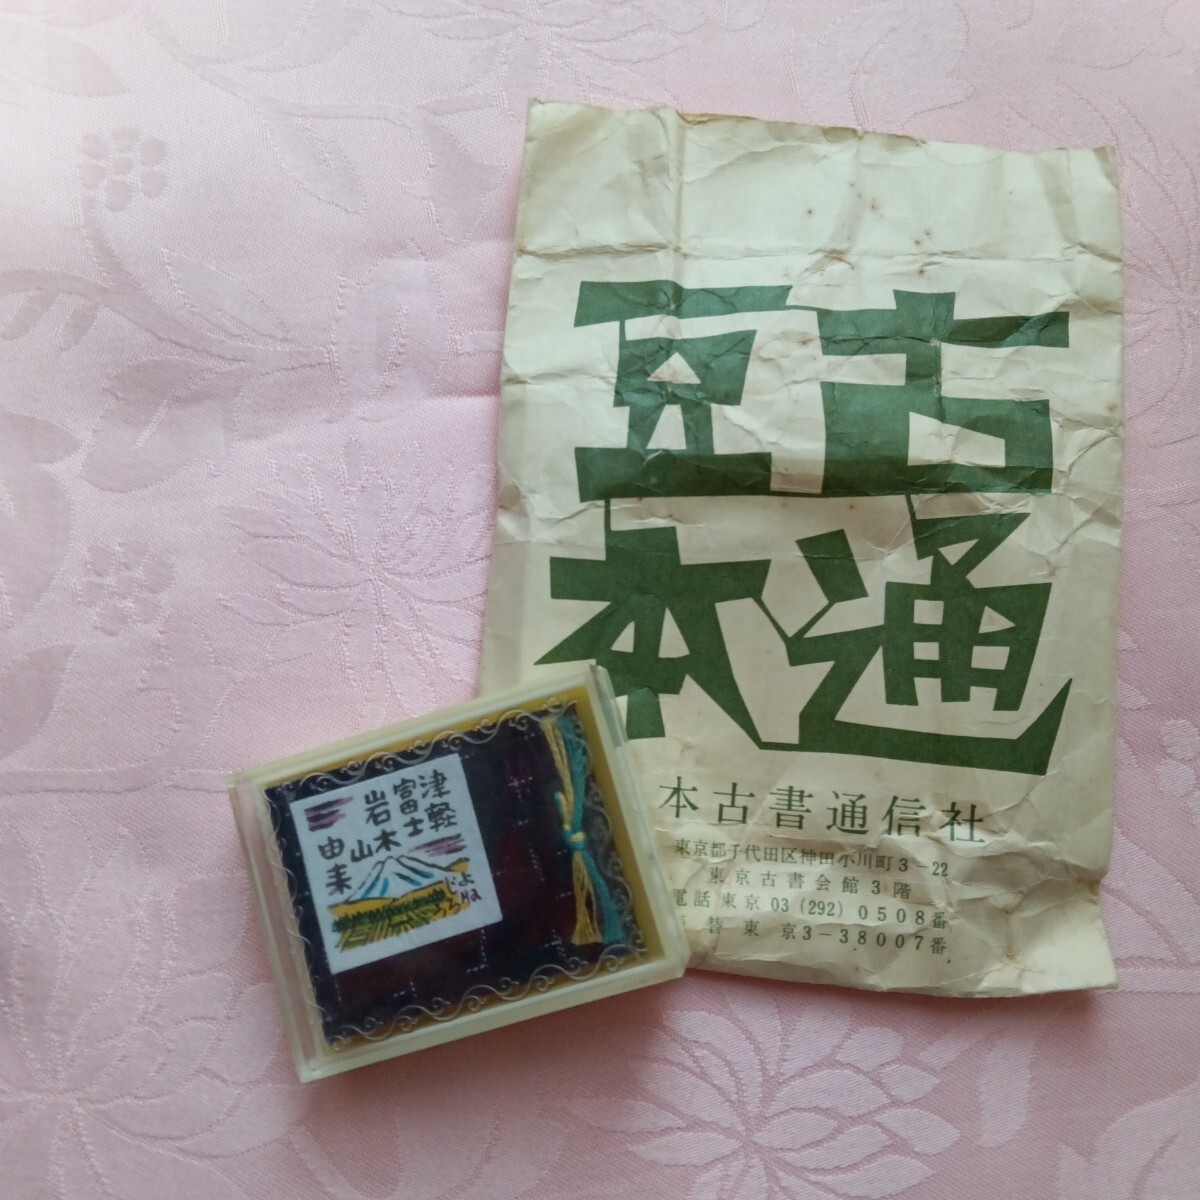 古通
豆本
本古書通信社
東京都千代田区神田小川町3-22
東京古書会館3階
電話東京 03 (292) 0508番
替東京3-38007番
津軽
富士
岩木
山
由来